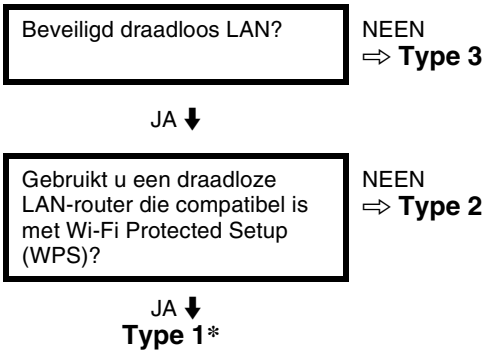 Beveiligd draadloos LAN?
NEEN
⇨ Type 3
JA ⬇
Gebruikt u een draadloze
LAN-router die compatibel is
met Wi-Fi Protected Setup
(WPS)?
NEEN
⇨ Type 2
JA ⬇
Type 1*